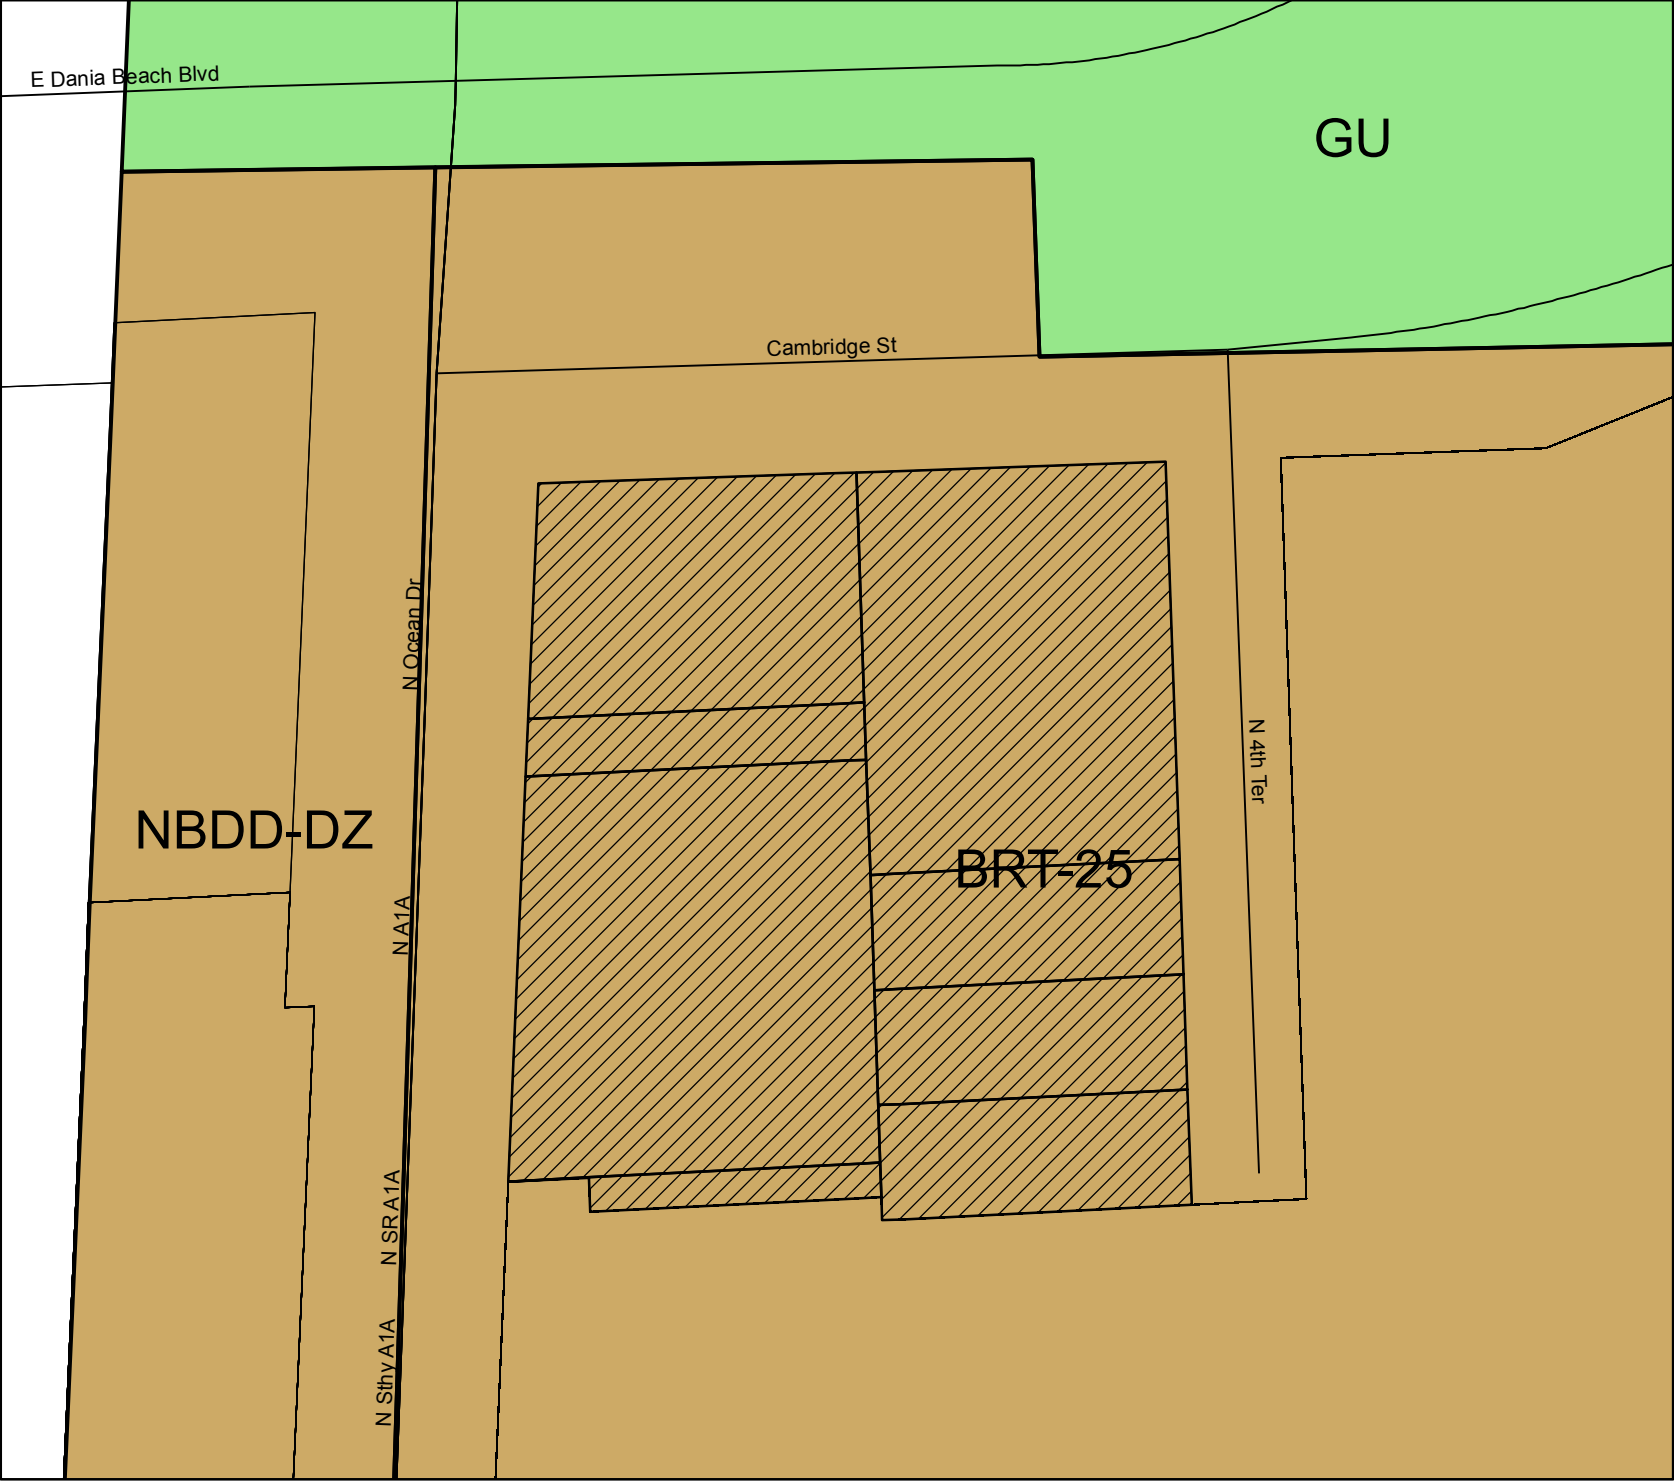 E Dania Beach Blvd
GU
Cambridge St
N Ocean Dr
N 4th Ter
NBDD-DZ
BRT-25
N A1A
N SR A1A
N Sthy A1A